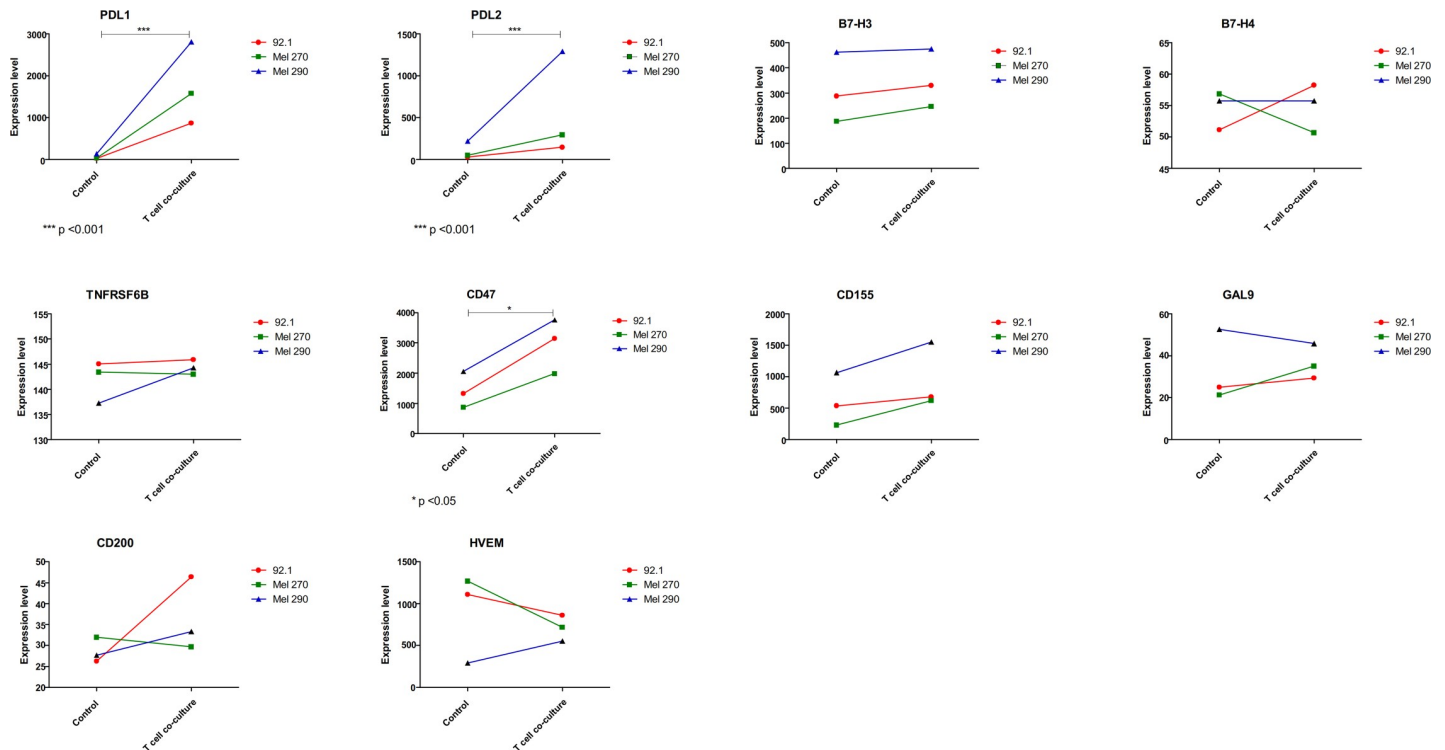 PDL1
3000
2000
1000
0
Expression level
Control
T cell co-culture
***
92.1
Mel 270
Mel 290
*** p <0.001
PDL2
1500
1000
500
0
Expression level
Control
T cell co-culture
***
92.1
Mel 270
Mel 290
*** p <0.001
B7-H3
500
400
300
200
100
0
Expression level
Control
T cell co-culture
92.1
Mel 270
Mel 290
B7-H4
65
60
55
50
45
Expression level
Control
T cell co-culture
92.1
Mel 270
Mel 290
TNFRSF6B
155
150
145
140
135
130
Expression level
Control
T cell co-culture
92.1
Mel 270
Mel 290
CD47
4000
3000
2000
1000
0
Expression level
Control
T cell co-culture
*
92.1
Mel 270
Mel 290
* p <0.05
CD155
2000
1500
1000
500
0
Expression level
Control
T cell co-culture
92.1
Mel 270
Mel 290
GAL9
60
40
20
0
Expression level
Control
T cell co-culture
92.1
Mel 270
Mel 290
CD200
50
45
40
35
30
25
20
Expression level
Control
T cell co-culture
92.1
Mel 270
Mel 290
HVEM
1500
1000
500
0
Expression level
Control
T cell co-culture
92.1
Mel 270
Mel 290